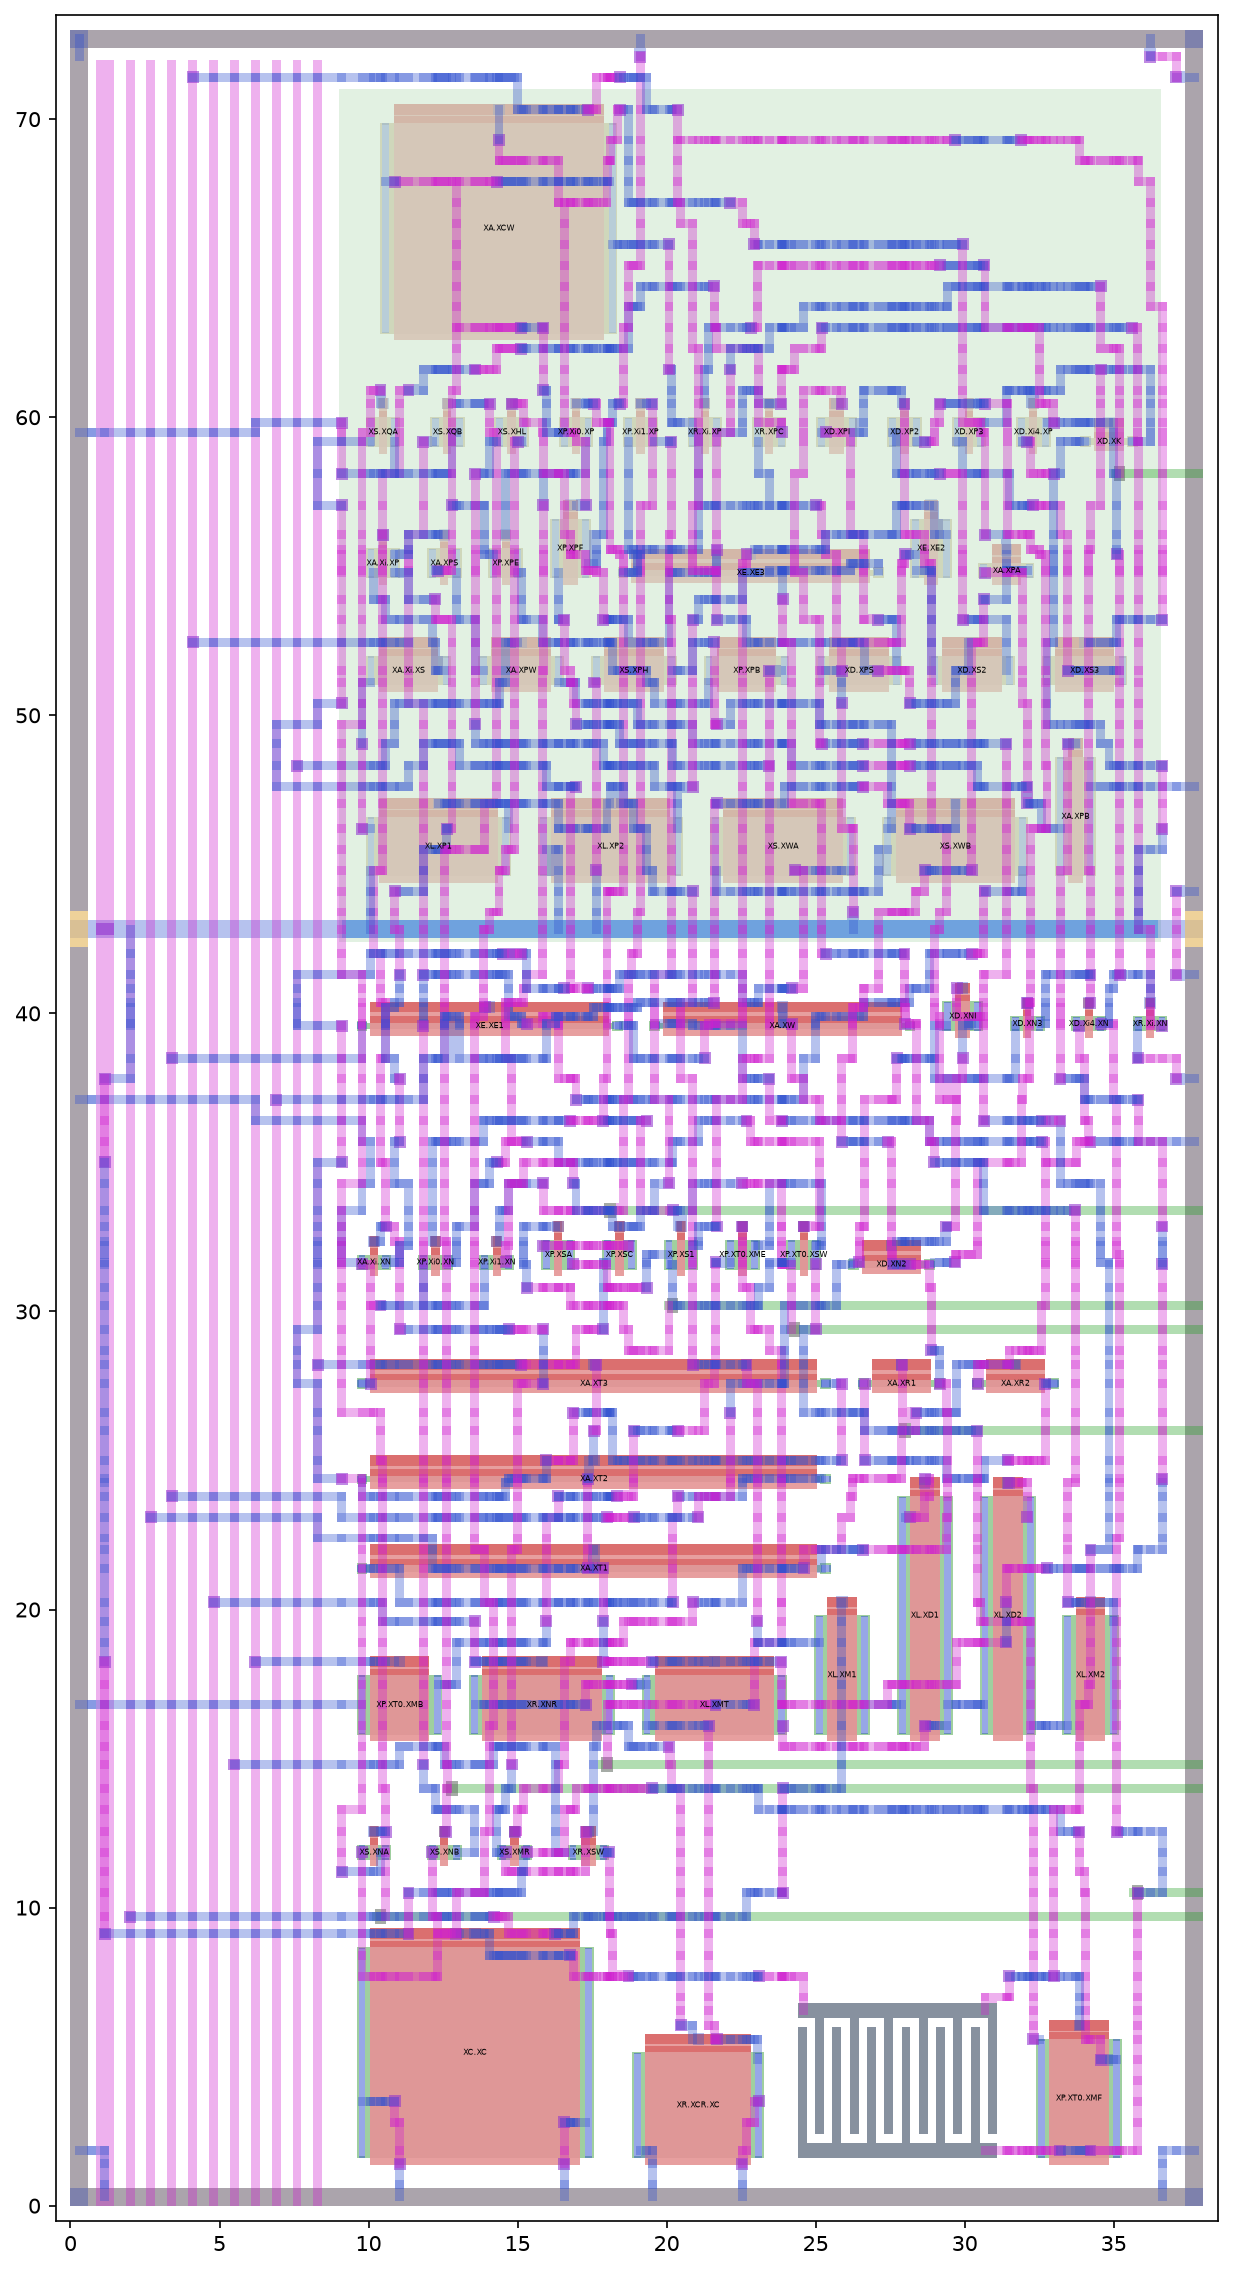 70
XA.XCW
60
XS.XQA XS.XQB XS.XHL XP.Xi0.XP XP.Xi1.XP XR.Xi.XP XR.XPC XD.XPI XD.XP2 XD.XP3 XD.Xi4.XP XD.XK
XA.Xi.XP XA.XPS XP.XPE XP.XPF XE.XE3 XE.XE2 XA.XPA
XA.Xi.XS XA.XPW XS.XPH XP.XPB XD.XPS XD.XS2 XD.XS3
50
XA.XPB
XL.XP1 XL.XP2 XS.XWA XS.XWB
40
XE.XE1 XA.XW XD.XNI XD.XN3 XD.Xi4.XN XR.Xi.XN
XA.Xi.XN XP.Xi0.XN XP.Xi1.XN XP.XSA XP.XSC XP.XS1 XP.XT0.XME XP.XT0.XSW XD.XN2
30
XA.XT3 XA.XR1 XA.XR2
XA.XT2
XA.XT1
20
XL.XD1 XL.XD2
XL.XM1 XL.XM2
XP.XT0.XMB XR.XNR XL.XMT
XS.XNA XS.XNB XS.XMR XR.XSW
10
XC.XC
XR.XCR.XC XP.XT0.XMF
0
0 5 10 15 20 25 30 35